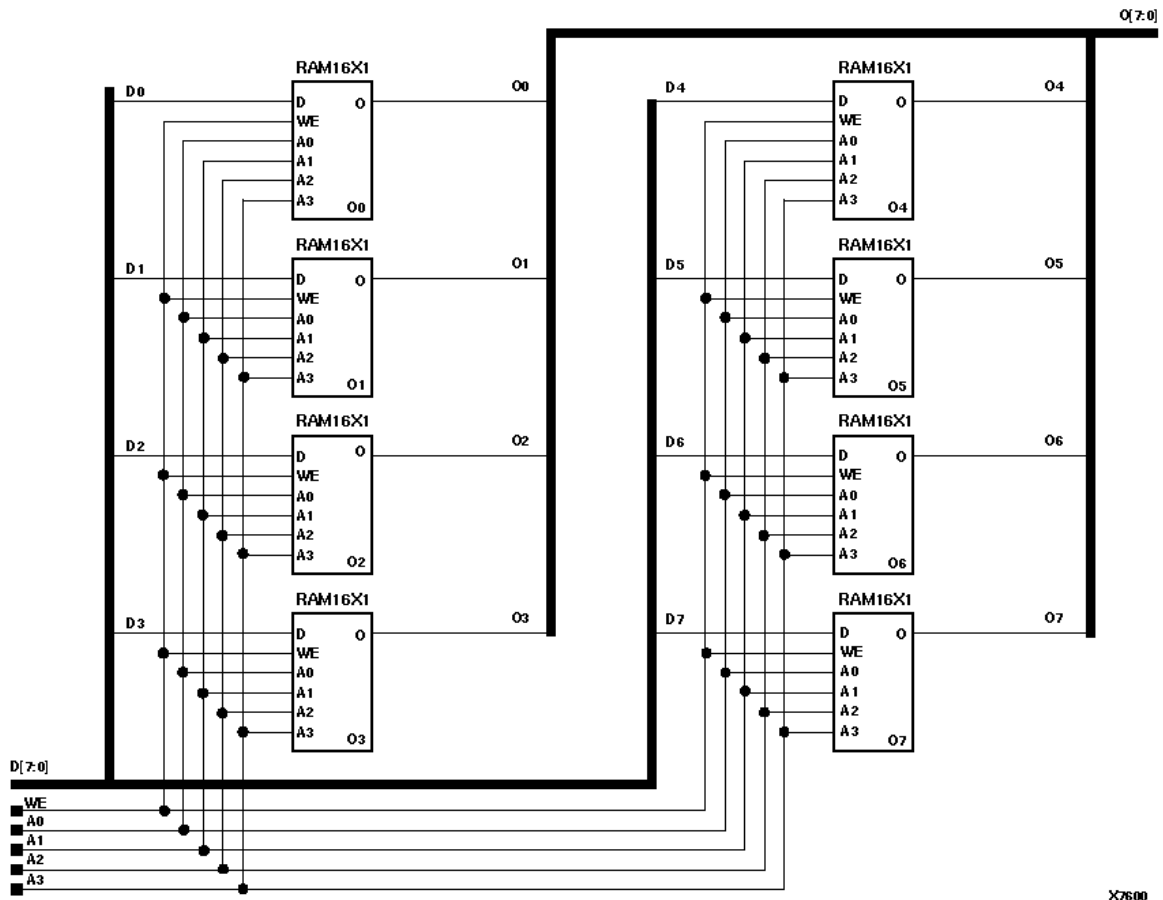 O[7:0]
RAM16X1
RAM16X1
D0
D
O
O0
D4
D
O
O4
WE
WE
A0
A0
A1
A1
A2
A2
A3
O0
A3
O4
RAM16X1
RAM16X1
D1
D
O
O1
D5
D
O
O5
WE
WE
A0
A0
A1
A1
A2
A2
A3
O1
A3
O5
RAM16X1
RAM16X1
D2
D
O
O2
D6
D
O
O6
WE
WE
A0
A0
A1
A1
A2
A2
A3
O2
A3
O6
RAM16X1
RAM16X1
D3
D
O
O3
D7
D
O
O7
WE
WE
A0
A0
A1
A1
A2
A2
A3
O3
A3
O7
D[7:0]
WE
A0
A1
A2
A3
X7600